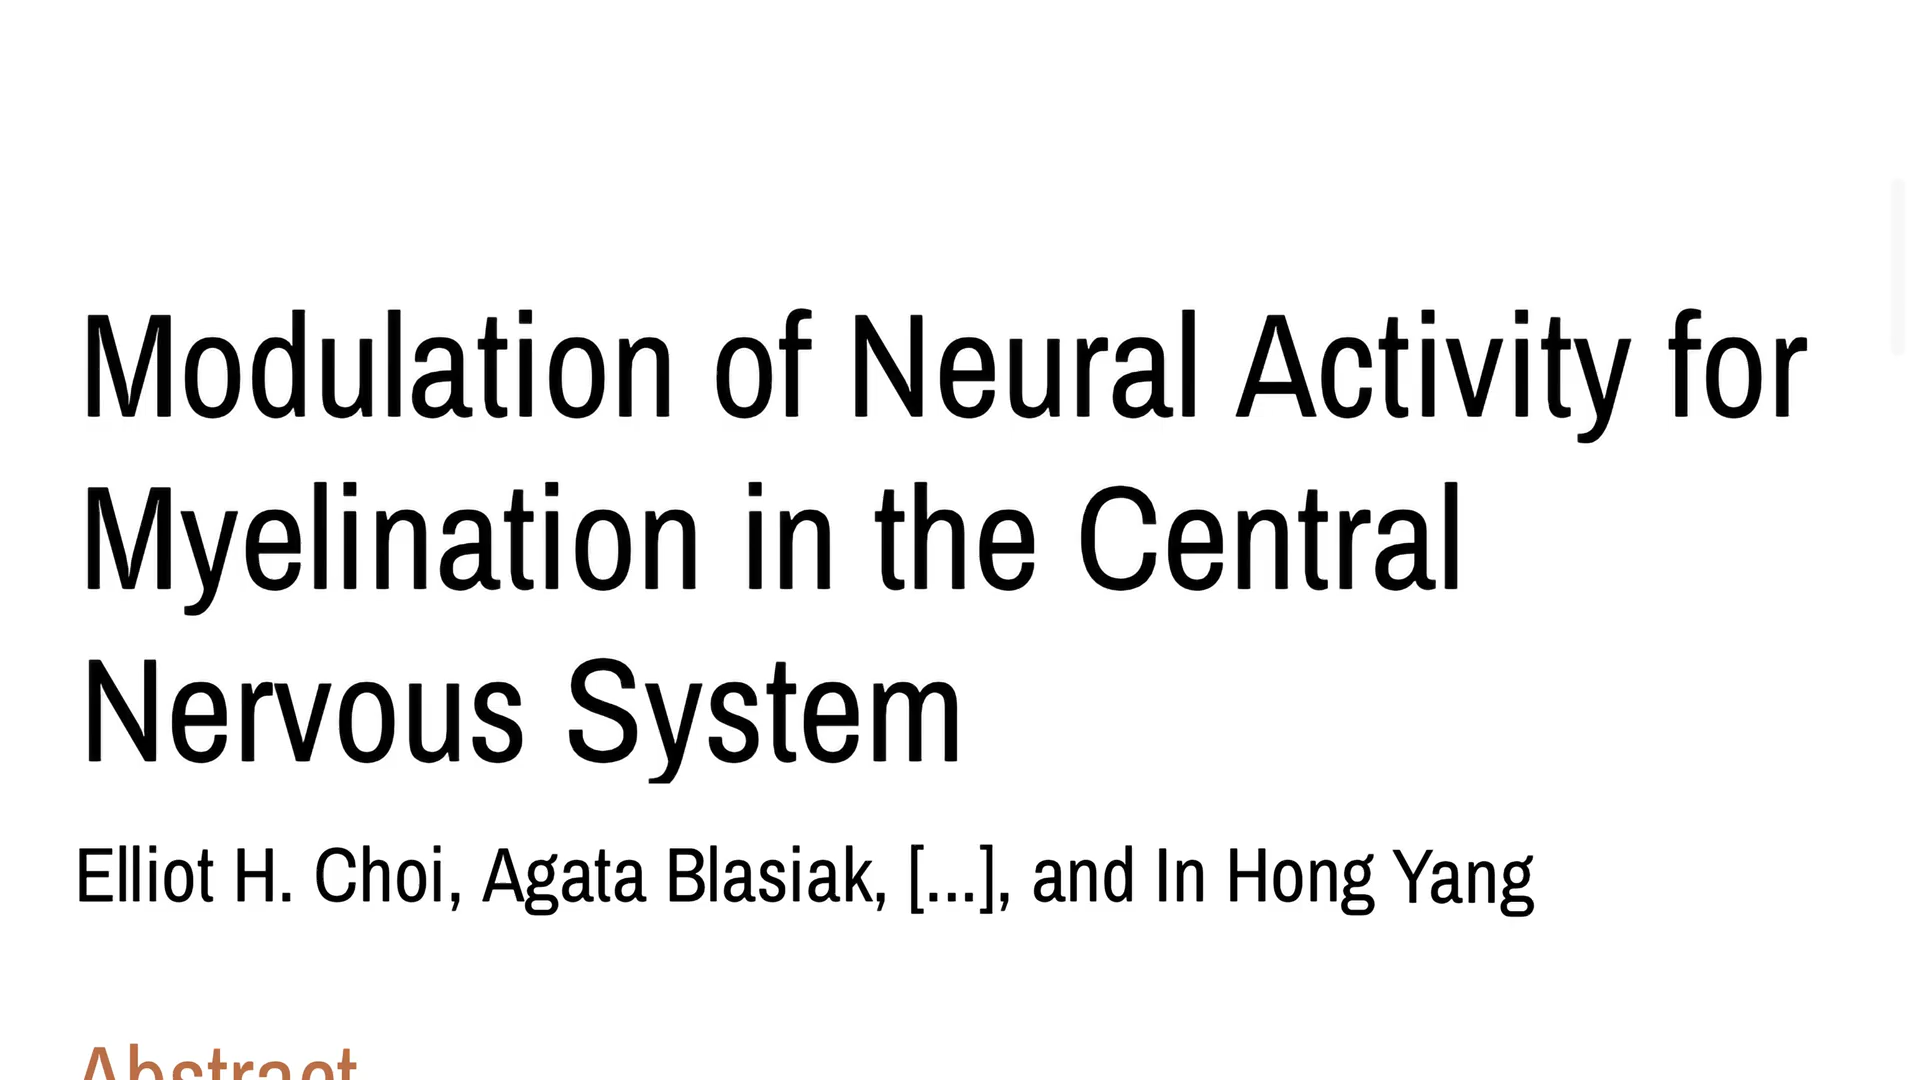 Modulation of Neural Activity for
Myelination in the Central
Nervous System
Elliot H. Choi, Agata Blasiak, [...], and In Hong Yang
Abstract